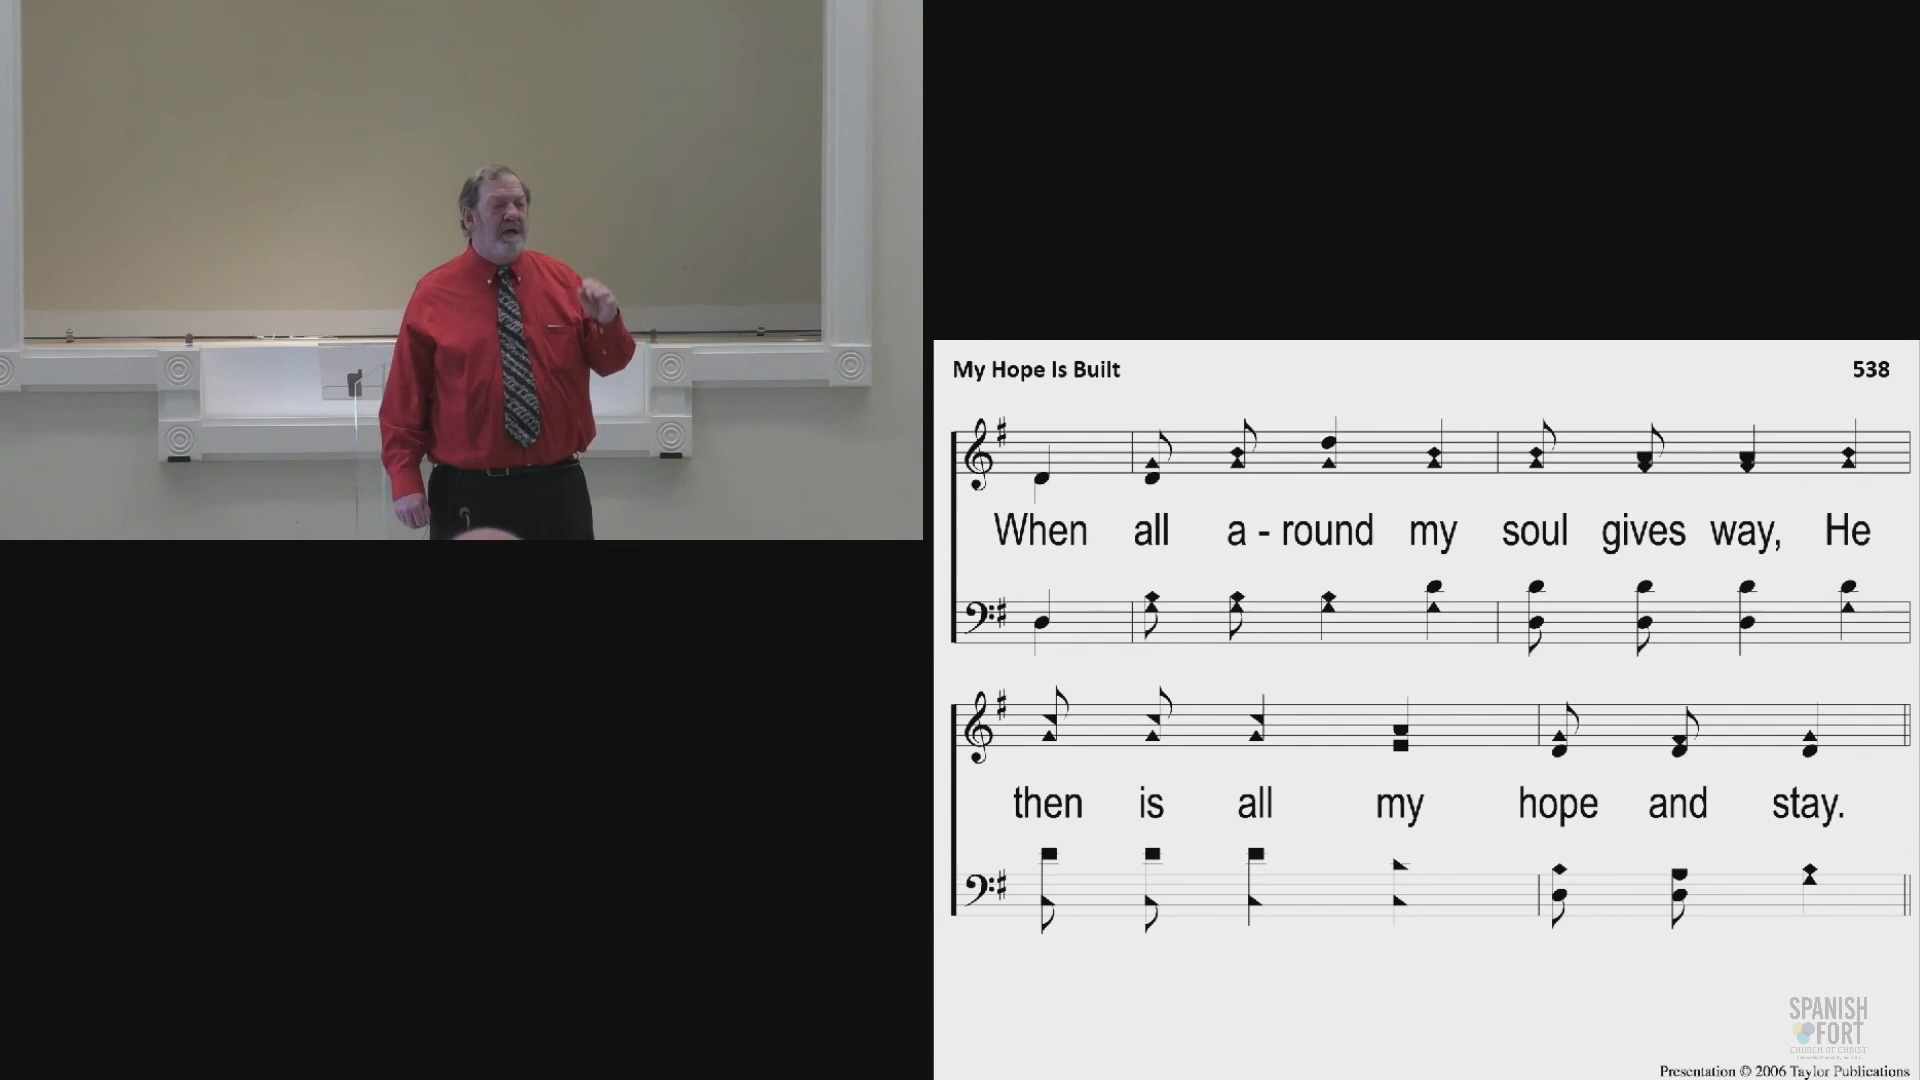 My Hope Is Built 538
When all a - round my soul gives way, He
then is all my hope and stay.
SPANISH
FORT
CHURCH OF CHRIST
Presentation © 2006 Taylor Publications